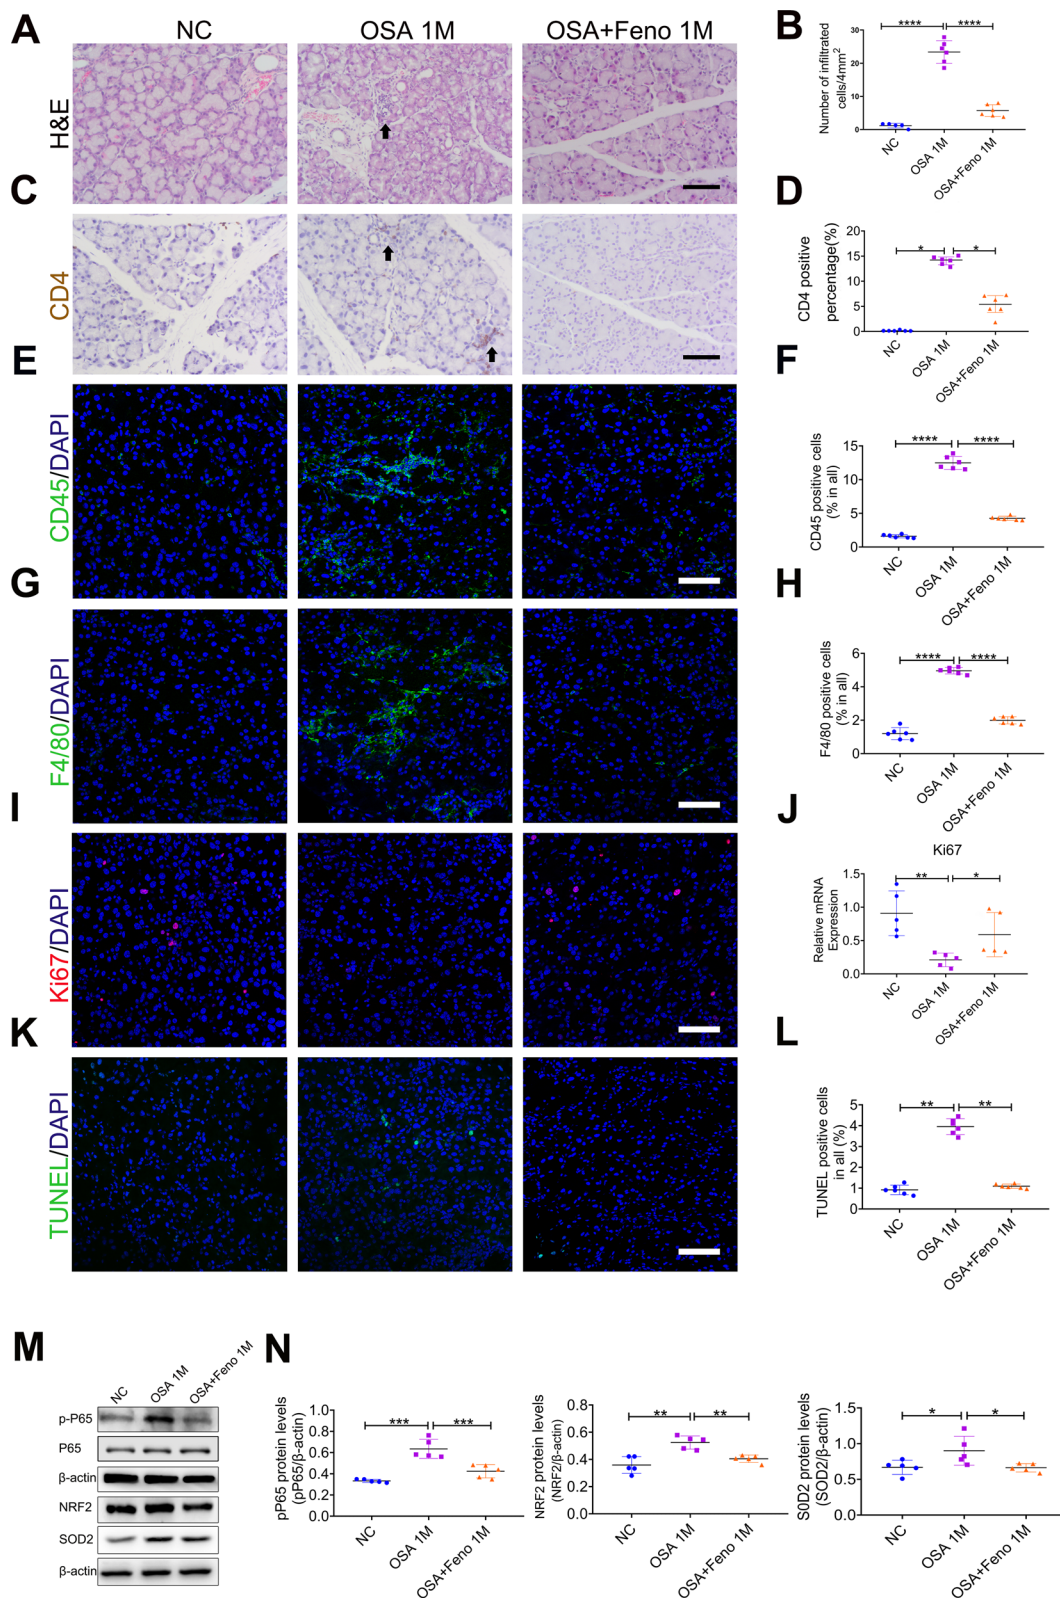 A
NC
OSA 1M
OSA+Feno 1M
H&E
B
Number of infiltrated
cells/4mm²
30
20
10
0
****
****
NC
OSA 1M
OSA+Feno 1M
C
CD4
D
CD4 positive
percentage(%)
20
15
10
5
0
*
*
NC
OSA 1M
OSA+Feno 1M
E
CD45/DAPI
F
CD45 positive cells
(% in all)
15
10
5
0
****
****
NC
OSA 1M
OSA+Feno 1M
G
F4/80/DAPI
H
F4/80 positive cells
(% in all)
6
4
2
0
****
****
NC
OSA 1M
OSA+Feno 1M
I
Ki67/DAPI
J
Ki67
Relative mRNA
Expression
1.5
1.0
0.5
0.0
**
*
NC
OSA 1M
OSA+Feno 1M
K
TUNEL/DAPI
L
TUNEL positive cells
in all (%)
5
4
3
2
1
0
**
**
NC
OSA 1M
OSA+Feno 1M
M
NC
OSA 1M
OSA+Feno 1M
p-P65
P65
β-actin
NRF2
SOD2
β-actin
N
pP65 protein levels
(pP65/β-actin)
1.0
0.8
0.6
0.4
0.2
0.0
***
***
NC
OSA 1M
OSA+Feno 1M
NRF2 protein levels
(NRF2/β-actin)
0.8
0.6
0.4
0.2
0.0
**
**
NC
OSA 1M
OSA+Feno 1M
S0D2 protein levels
(SOD2/β-actin)
1.5
1.0
0.5
0.0
*
*
NC
OSA 1M
OSA+Feno 1M